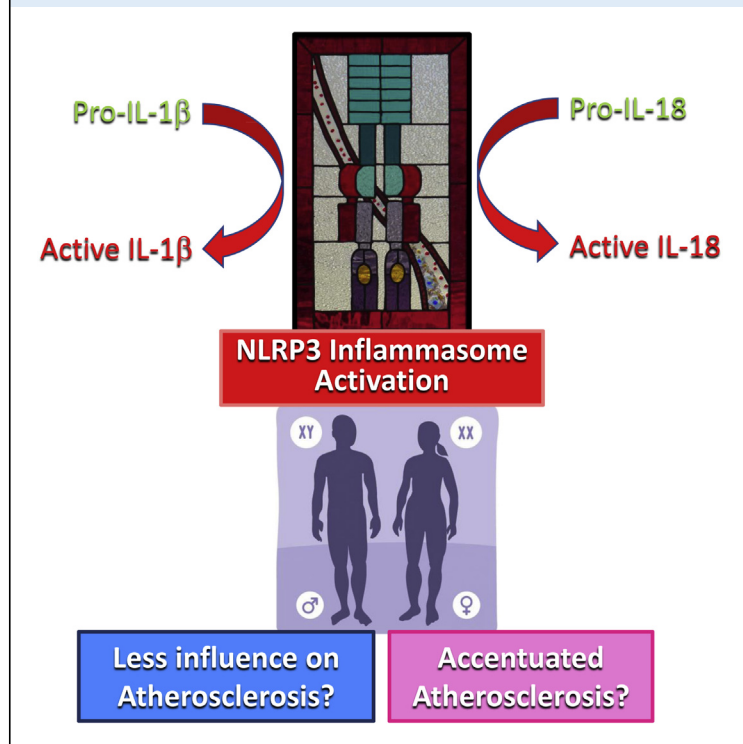 Pro-IL-1β
Pro-IL-18
Active IL-1β
Active IL-18
NLRP3 Inflammasome
Activation
XY
XX
♂
♀
Less influence on
Atherosclerosis?
Accentuated
Atherosclerosis?